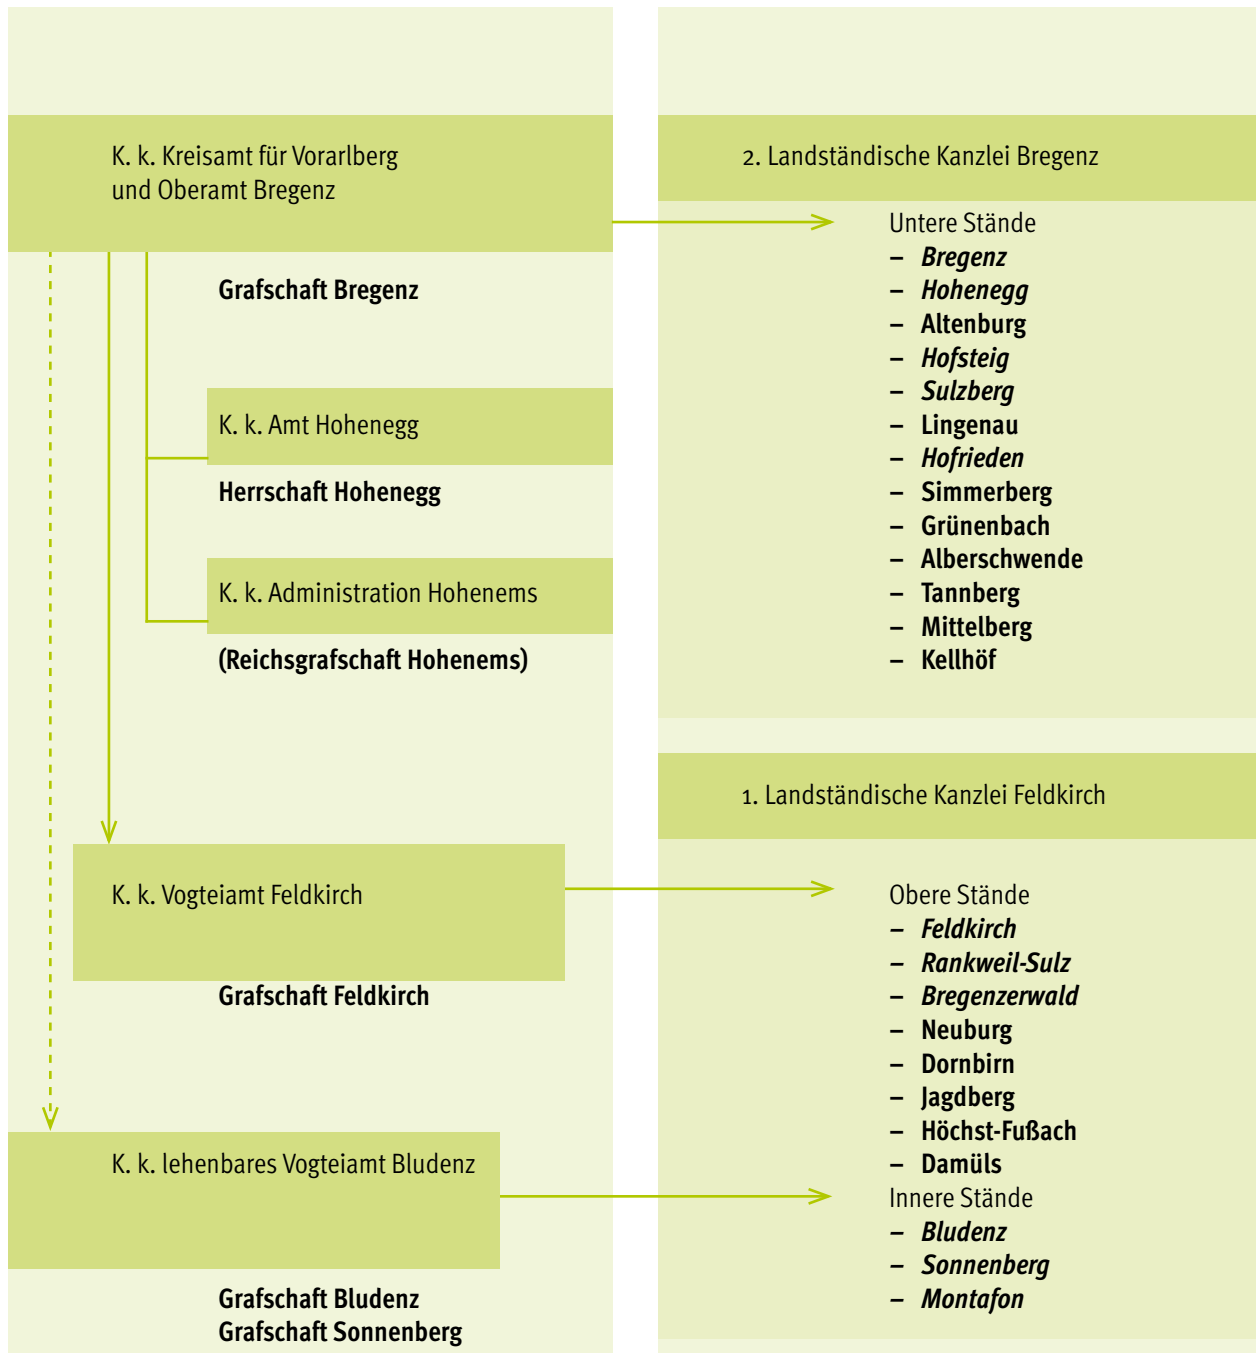 K. k. Kreisamt für Vorarlberg
und Oberamt Bregenz
Grafschaft Bregenz
K. k. Amt Hohenegg
Herrschaft Hohenegg
K. k. Administration Hohenems
(Reichsgrafschaft Hohenems)
K. k. Vogteiamt Feldkirch
Grafschaft Feldkirch
K. k. lehenbares Vogteiamt Bludenz
Grafschaft Bludenz
Grafschaft Sonnenberg
2. Landständische Kanzlei Bregenz
Untere Stände
– Bregenz
– Hohenegg
– Altenburg
– Hofsteig
– Sulzberg
– Lingenau
– Hofrieden
– Simmerberg
– Grünenbach
– Alberschwende
– Tannberg
– Mittelberg
– Kellhöf
1. Landständische Kanzlei Feldkirch
Obere Stände
– Feldkirch
– Rankweil-Sulz
– Bregenzerwald
– Neuburg
– Dornbirn
– Jagdberg
– Höchst-Fußach
– Damüls
Innere Stände
– Bludenz
– Sonnenberg
– Montafon